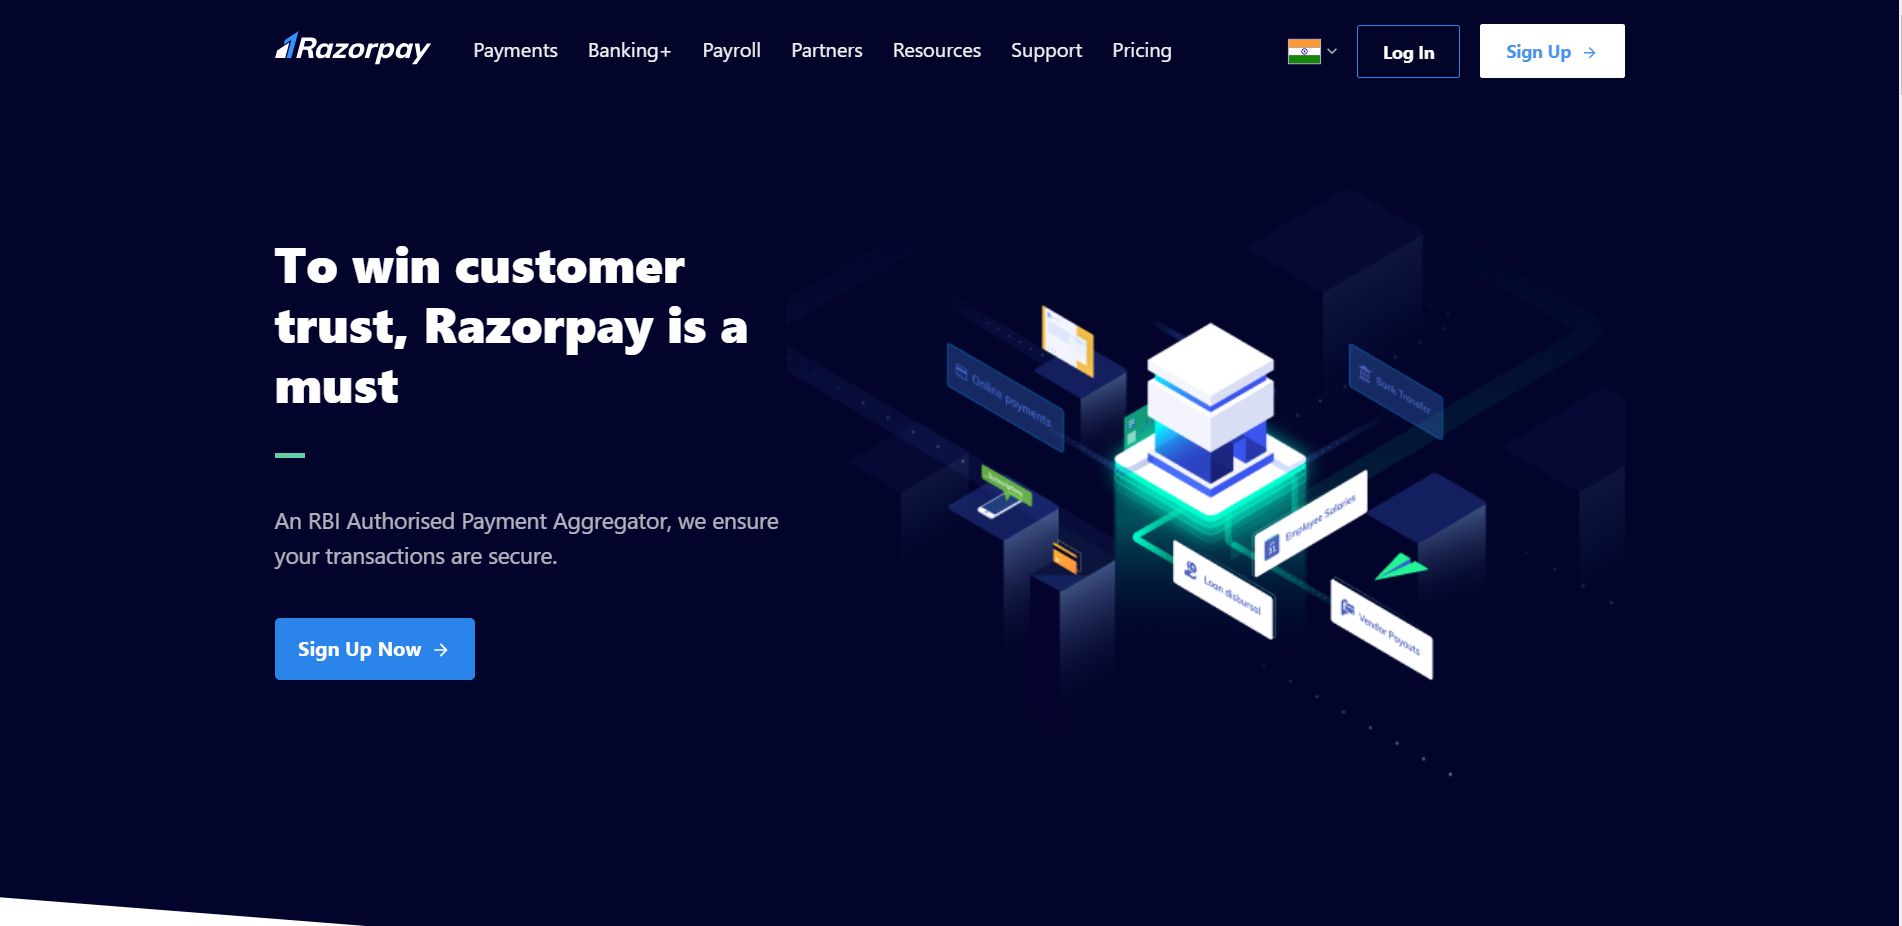 Razorpay
Payments
Banking+
Payroll
Partners
Resources
Support
Pricing
Log In
Sign Up →
To win customer
trust, Razorpay is a
must
An RBI Authorised Payment Aggregator, we ensure
your transactions are secure.
Sign Up Now →
Online payments
Bank Transfer
Subscriptions
Employee Salaries
31
Loan disbursal
Vendor Payouts